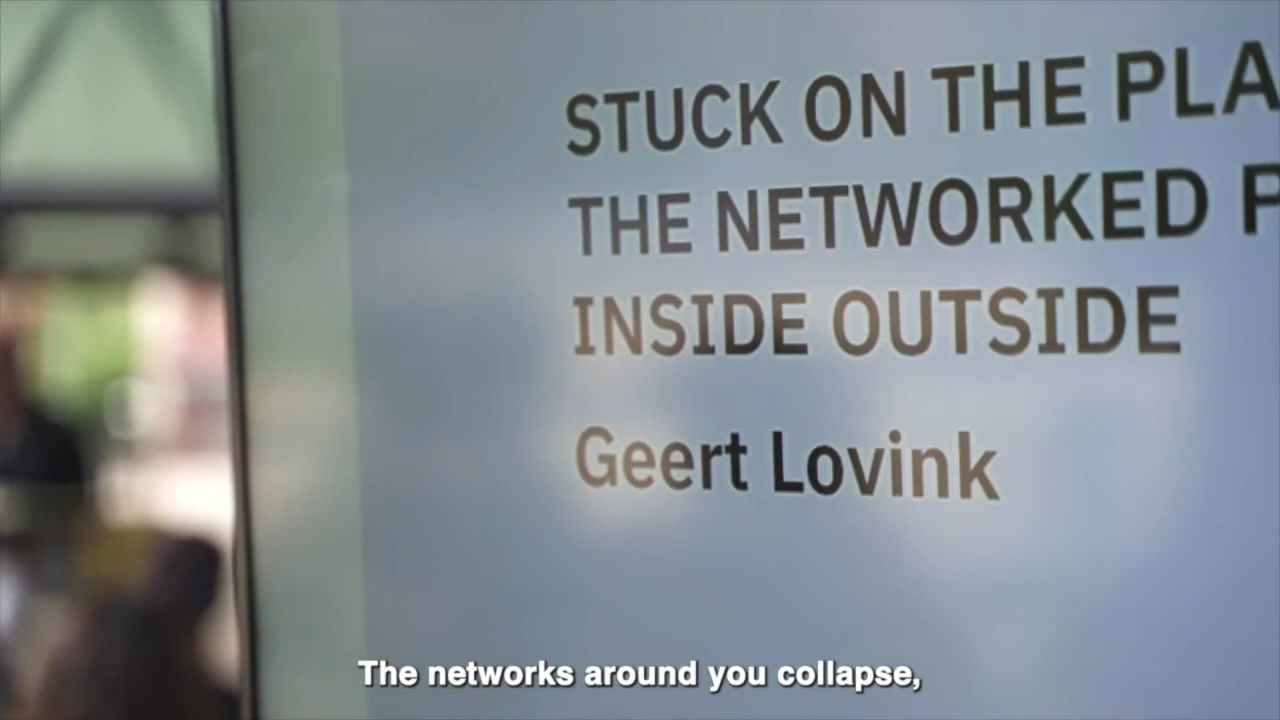 STUCK ON THE PLA
THE NETWORKED P
INSIDE OUTSIDE
Geert Lovink
The networks around you collapse,